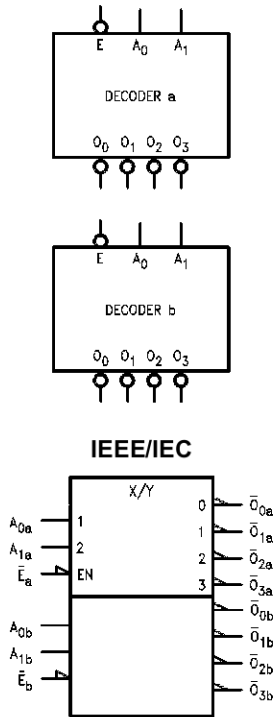 E A₀ A₁
DECODER a
O₀ O₁ O₂ O₃
E A₀ A₁
DECODER b
O₀ O₁ O₂ O₃
IEEE/IEC
X/Y
A₀ₐ 1 0 Ō₀ₐ
A₁ₐ 2 1 Ō₁ₐ
Ēₐ EN 2 Ō₂ₐ
3 Ō₃ₐ
A₀b Ō₀b
A₁b Ō₁b
Ēb Ō₂b
Ō₃b